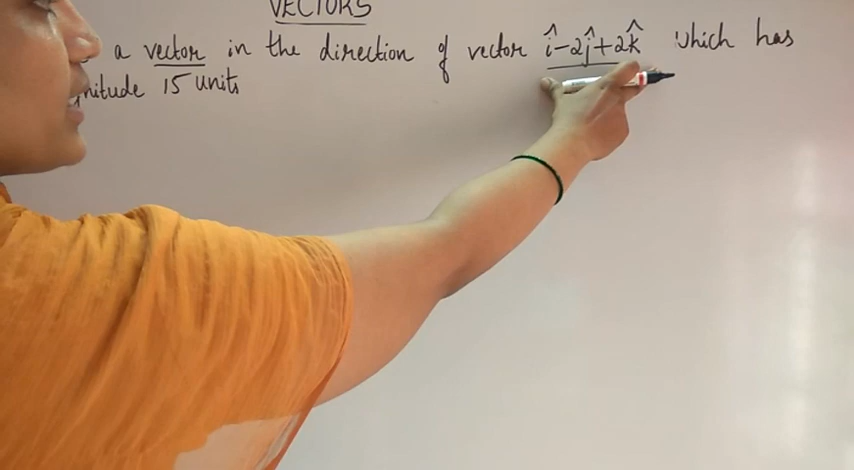 VECTORS
a vector in the direction of vector î-2ĵ+2k̂ which has
nitude 15 units